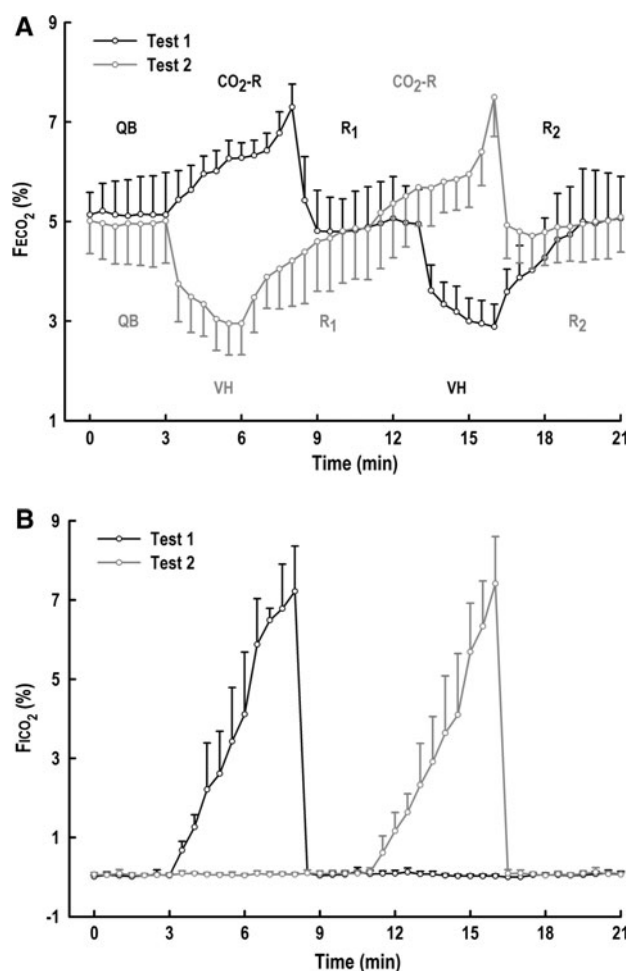 A
9
Test 1
Test 2
CO₂-R
CO₂-R
7
QB
R₁
R₂
FECO₂ (%)
5
3
QB
R₁
R₂
VH
VH
1
0 3 6 9 12 15 18 21
Time (min)
B
9
Test 1
Test 2
7
5
FICO₂ (%)
3
1
-1
0 3 6 9 12 15 18 21
Time (min)